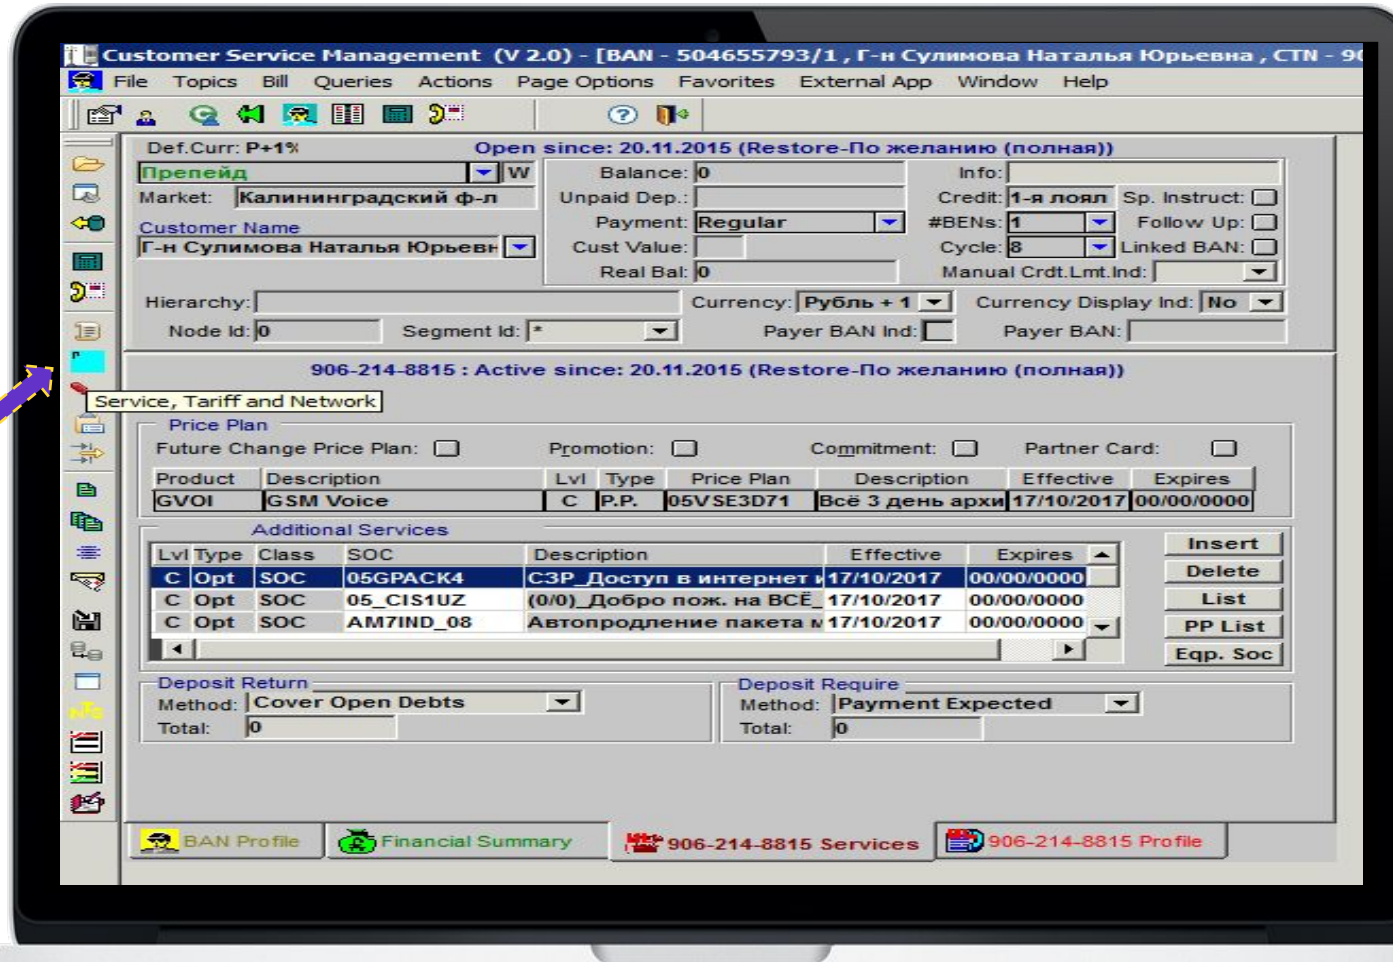 Customer Service Management (V 2.0) - [BAN - 504655793/1 , Г-н Сулимова Наталья Юрьевна , CTN - 90
File Topics Bill Queries Actions Page Options Favorites External App Window Help
Def.Curr: P+1% Open since: 20.11.2015 (Restore-По желанию (полная))
Препейд W Balance: 0 Info:
Market: Калининградский ф-л Unpaid Dep.: Credit: 1-я лоял Sp. Instruct:
Customer Name Payment: Regular #BENs: 1 Follow Up:
Г-н Сулимова Наталья Юрьевн Cust Value: Cycle: 8 Linked BAN:
Real Bal: 0 Manual Crdt.Lmt.Ind:
Hierarchy: Currency: Рубль + 1 Currency Display Ind: No
Node Id: 0 Segment Id: * Payer BAN Ind: Payer BAN:
906-214-8815 : Active since: 20.11.2015 (Restore-По желанию (полная))
Service, Tariff and Network
Price Plan
Future Change Price Plan: Promotion: Commitment: Partner Card:
Product Description Lvl Type Price Plan Description Effective Expires
GVOI GSM Voice C P.P. 05VSE3D71 Всё 3 день архи 17/10/2017 00/00/0000
Additional Services
Lvl Type Class SOC Description Effective Expires
C Opt SOC 05GPACK4 СЗР_Доступ в интернет и 17/10/2017 00/00/0000
C Opt SOC 05_CIS1UZ (0/0)_Добро пож. на ВСЁ_ 17/10/2017 00/00/0000
C Opt SOC AM7IND_08 Автопродление пакета м 17/10/2017 00/00/0000
Insert
Delete
List
PP List
Eqp. Soc
Deposit Return Deposit Require
Method: Cover Open Debts Method: Payment Expected
Total: 0 Total: 0
NTG
BAN Profile Financial Summary 906-214-8815 Services 906-214-8815 Profile